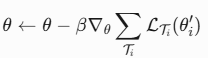 θ ← θ − β∇_θ ∑_{𝒯_i} ℒ_{𝒯_i}(θ′_i)